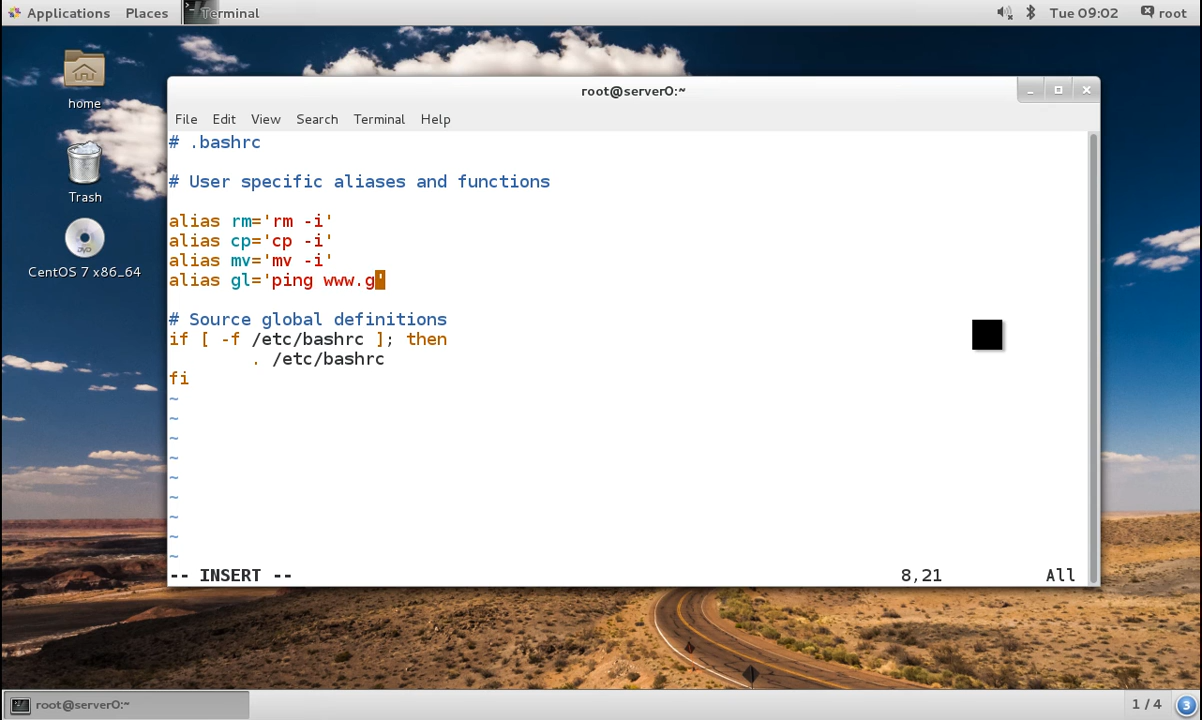 Applications Places Terminal Tue 09:02 root
home
Trash
CentOS 7 x86_64
root@server0:~
File Edit View Search Terminal Help
# .bashrc
# User specific aliases and functions
alias rm='rm -i'
alias cp='cp -i'
alias mv='mv -i'
alias gl='ping www.g'
# Source global definitions
if [ -f /etc/bashrc ]; then
. /etc/bashrc
fi
~
~
~
~
~
~
~
~
~
-- INSERT -- 8,21 All
root@server0:~ 1 / 4 3